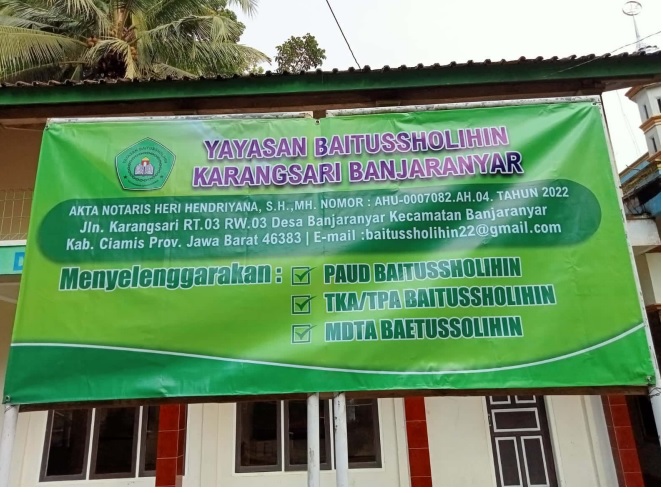 YAYASAN BAITUSSHOLIHIN
KARANGSARI BANJARANYAR
AKTA NOTARIS HERI HENDRIYANA, S.H.,MH. NOMOR : AHU-0007082.AH.04. TAHUN 2022
Jln. Karangsari RT.03 RW.03 Desa Banjaranyar Kecamatan Banjaranyar
Kab. Ciamis Prov. Jawa Barat 46383 | E-mail :baitussholihin22@gmail.com
Menyelenggarakan : PAUD BAITUSSHOLIHIN
TKA/TPA BAITUSSHOLIHIN
MDTA BAETUSSOLIHIN